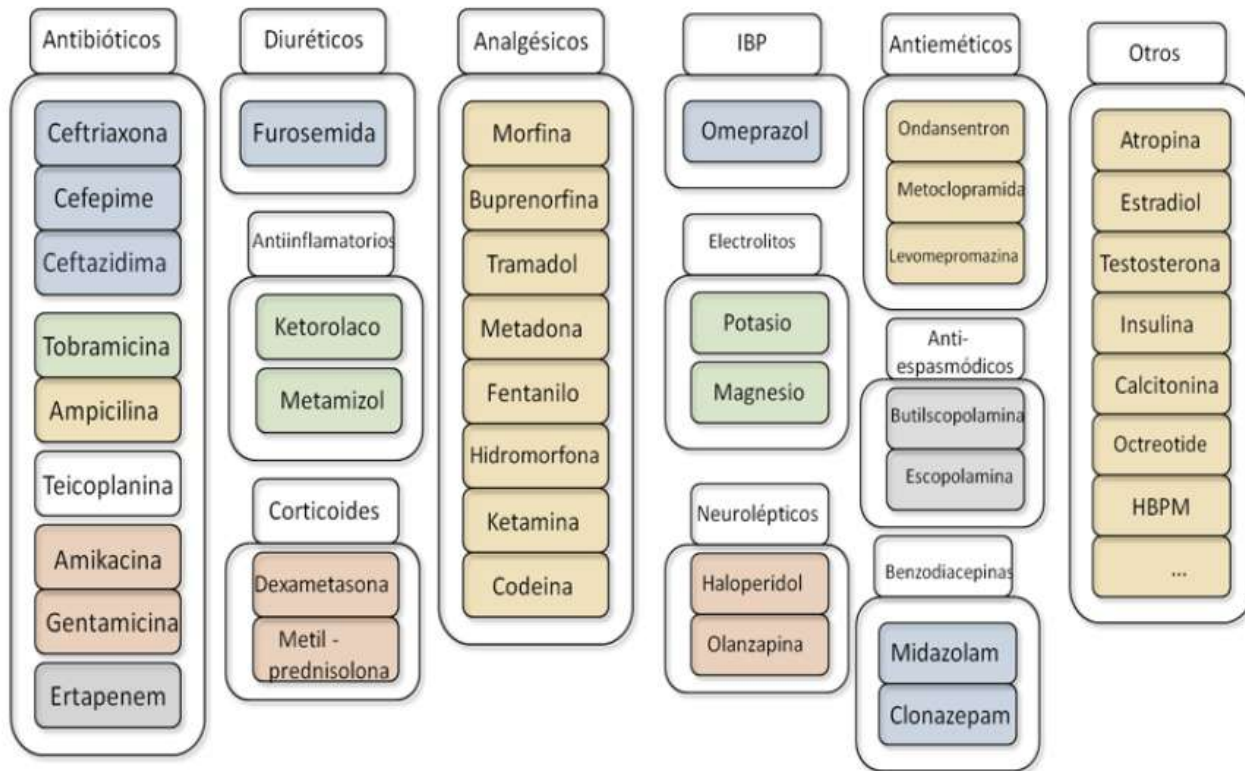 Antibióticos
Ceftriaxona
Cefepime
Ceftazidima
Tobramicina
Ampicilina
Teicoplanina
Amikacina
Gentamicina
Ertapenem
Diuréticos
Furosemida
Antiinflamatorios
Ketorolaco
Metamizol
Corticoides
Dexametasona
Metil -
prednisolona
Analgésicos
Morfina
Buprenorfina
Tramadol
Metadona
Fentanilo
Hidromorfona
Ketamina
Codeina
IBP
Omeprazol
Electrolitos
Potasio
Magnesio
Neurolépticos
Haloperidol
Olanzapina
Antieméticos
Ondansentron
Metoclopramida
Levomepromazina
Anti-
espasmódicos
Butilscopolamina
Escopolamina
Benzodiacepinas
Midazolam
Clonazepam
Otros
Atropina
Estradiol
Testosterona
Insulina
Calcitonina
Octreotide
HBPM
...